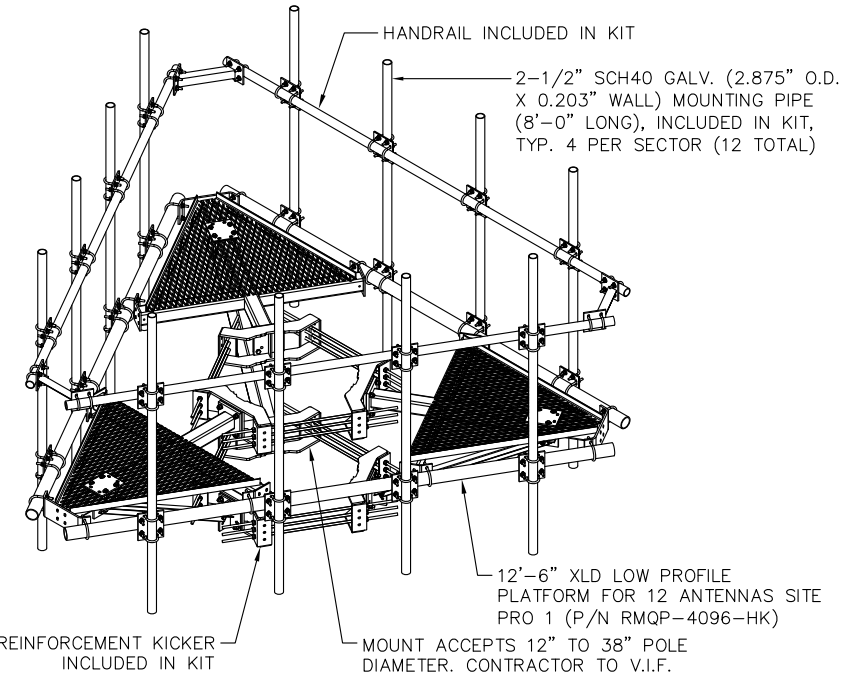 HANDRAIL INCLUDED IN KIT
2-1/2" SCH40 GALV. (2.875" O.D.
X 0.203" WALL) MOUNTING PIPE
(8'-0" LONG), INCLUDED IN KIT,
TYP. 4 PER SECTOR (12 TOTAL)
12'-6" XLD LOW PROFILE
PLATFORM FOR 12 ANTENNAS SITE
PRO 1 (P/N RMQP-4096-HK)
REINFORCEMENT KICKER
INCLUDED IN KIT
MOUNT ACCEPTS 12" TO 38" POLE
DIAMETER. CONTRACTOR TO V.I.F.